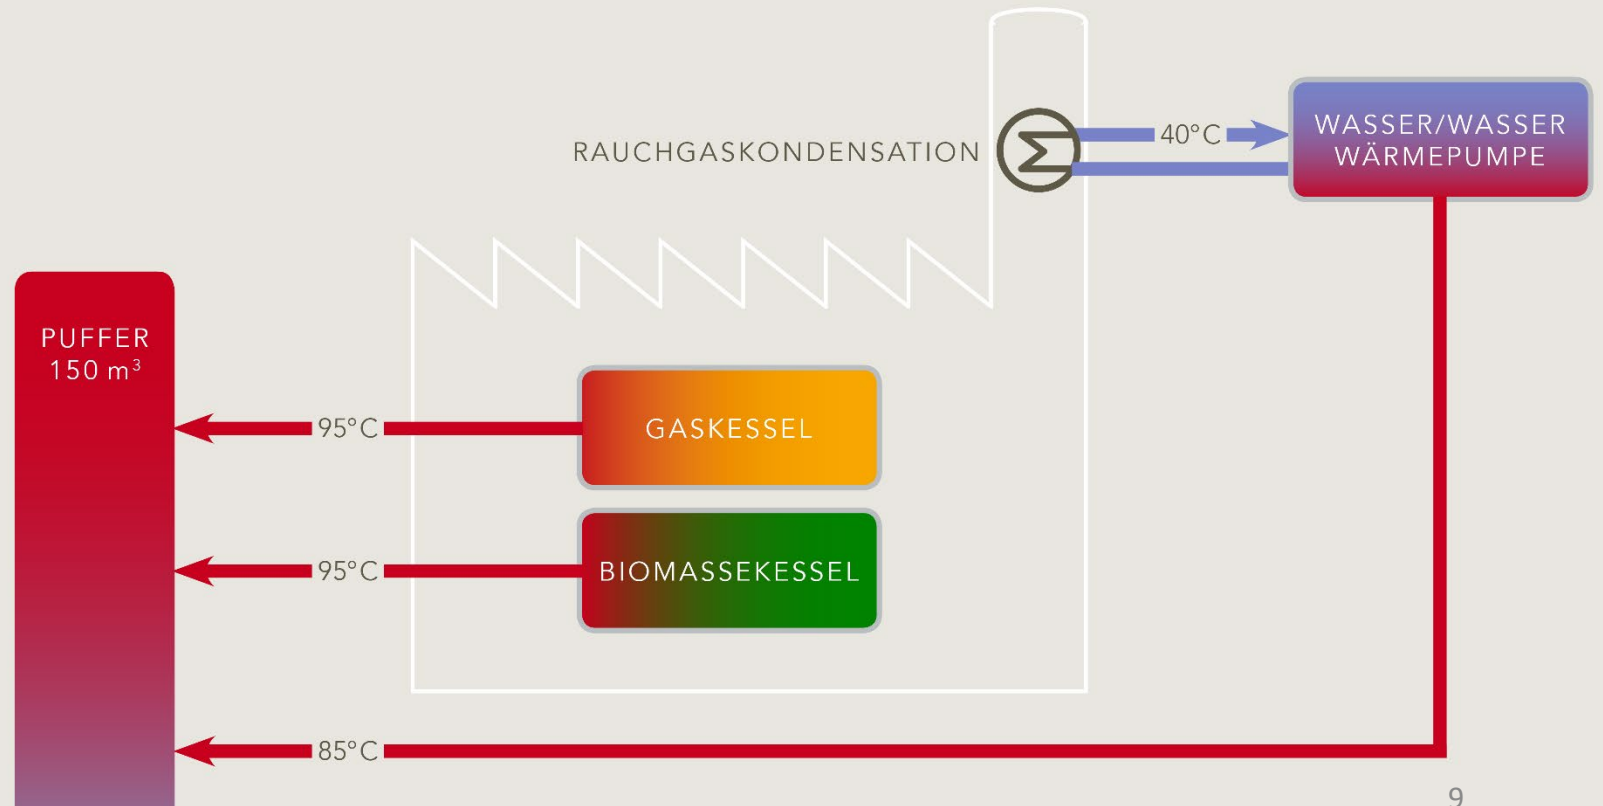 RAUCHGASKONDENSATION
40°C
WASSER/WASSER
WÄRMEPUMPE
PUFFER
150 m³
95°C
GASKESSEL
95°C
BIOMASSEKESSEL
85°C
9